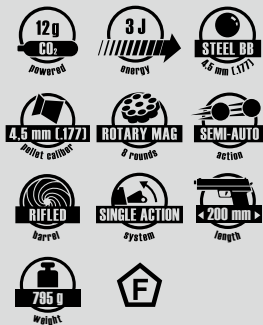 12g
CO₂
powered
3 J
energy
STEEL BB
4,5 mm (.177)
4,5 mm (.177)
pellet caliber
ROTARY MAG
8 rounds
SEMI-AUTO
action
RIFLED
barrel
SINGLE ACTION
system
200 mm
length
795 g
weight
F